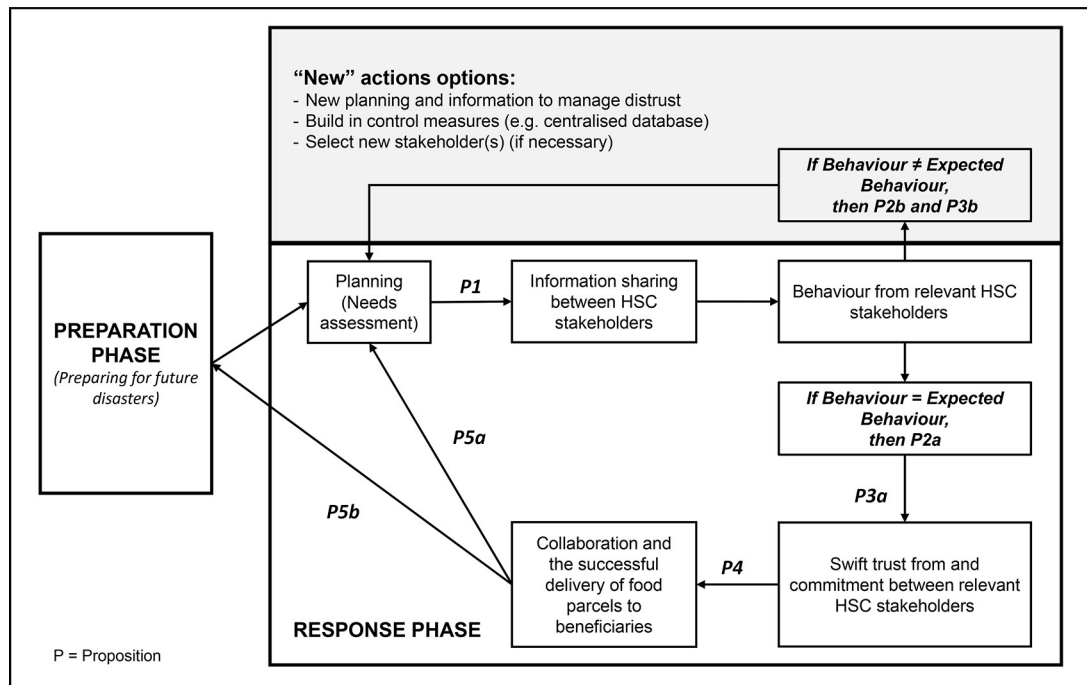 “New” actions options:
- New planning and information to manage distrust
- Build in control measures (e.g. centralised database)
- Select new stakeholder(s) (if necessary)
If Behaviour ≠ Expected
Behaviour,
then P2b and P3b
PREPARATION
PHASE
(Preparing for future
disasters)
Planning
(Needs
assessment)
P1
Information sharing
between HSC
stakeholders
Behaviour from relevant HSC
stakeholders
If Behaviour = Expected
Behaviour,
then P2a
P3a
P5a
P5b
Collaboration and
the successful
delivery of food
parcels to
beneficiaries
P4
Swift trust from and
commitment between relevant
HSC stakeholders
RESPONSE PHASE
P = Proposition